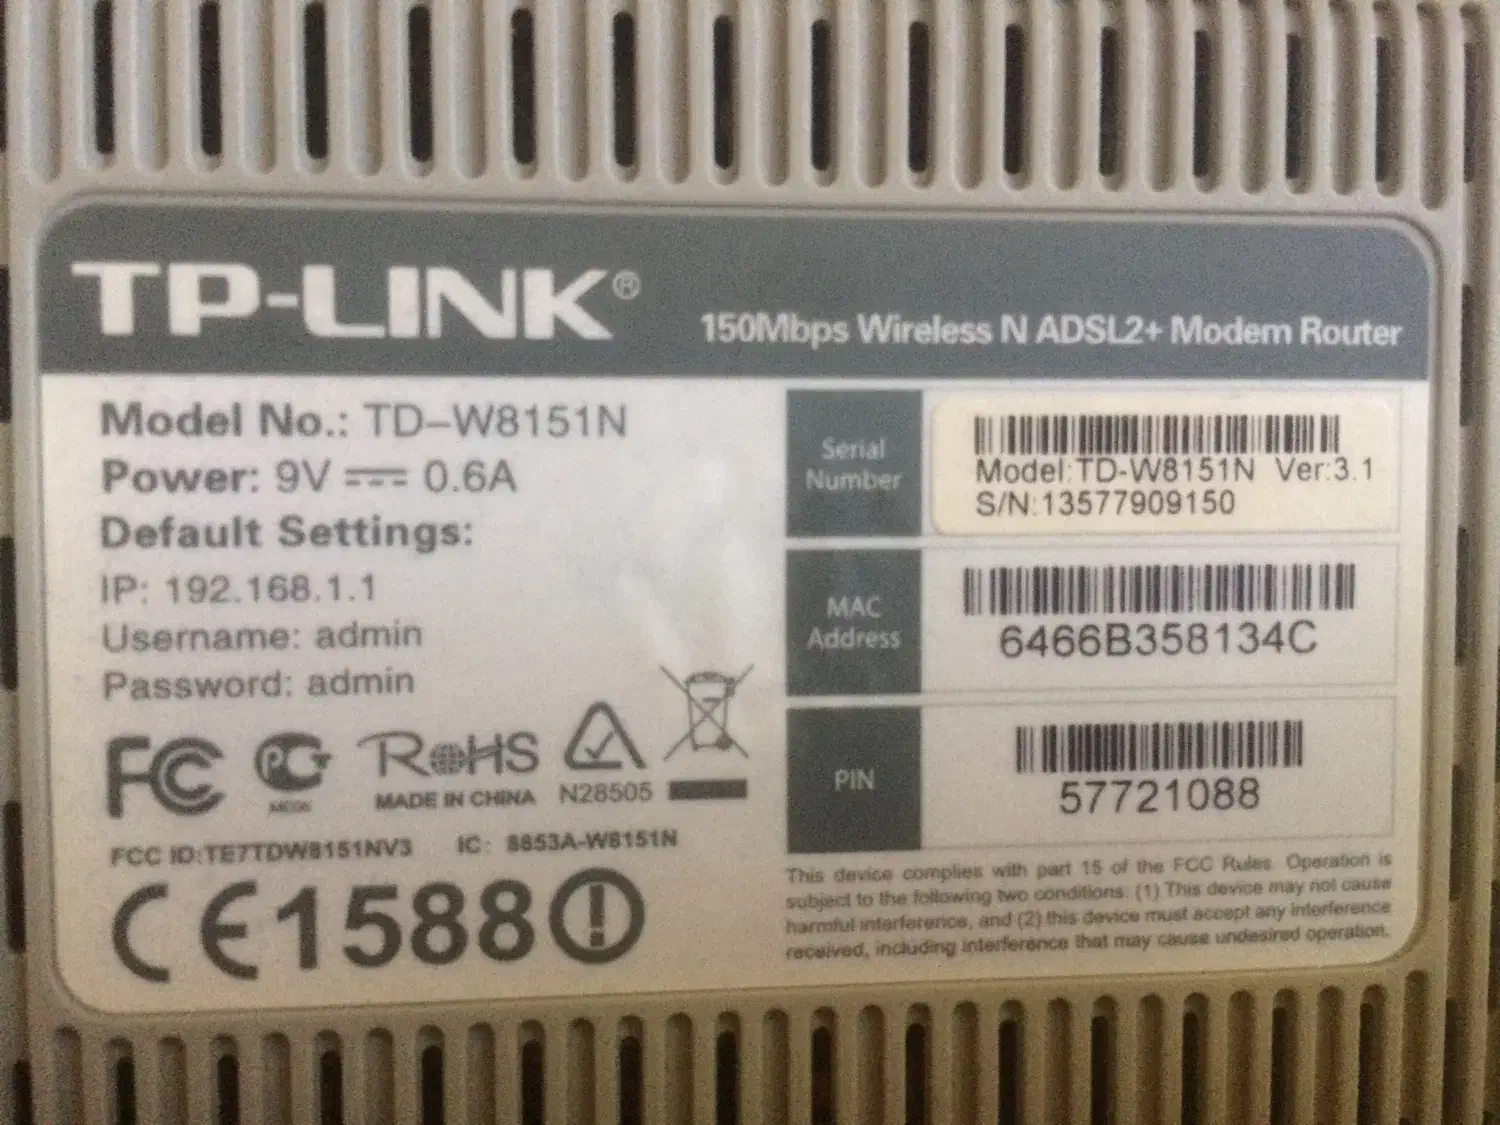 TP-LINK®
150Mbps Wireless N ADSL2+ Modem Router
Model No.: TD-W8151N
Power: 9V ⎓ 0.6A
Default Settings:
IP: 192.168.1.1
Username: admin
Password: admin
FC
RoHS
MADE IN CHINA
N28505
FCC ID:TE7TDW8151NV3 IC: 8853A-W8151N
CE1588
Serial
Number
Model:TD-W8151N Ver:3.1
S/N:13577909150
MAC
Address
6466B358134C
PIN
57721088
This device complies with part 15 of the FCC Rules. Operation is
subject to the following two conditions: (1) This device may not cause
harmful interference, and (2) this device must accept any interference
received, including interference that may cause undesired operation.